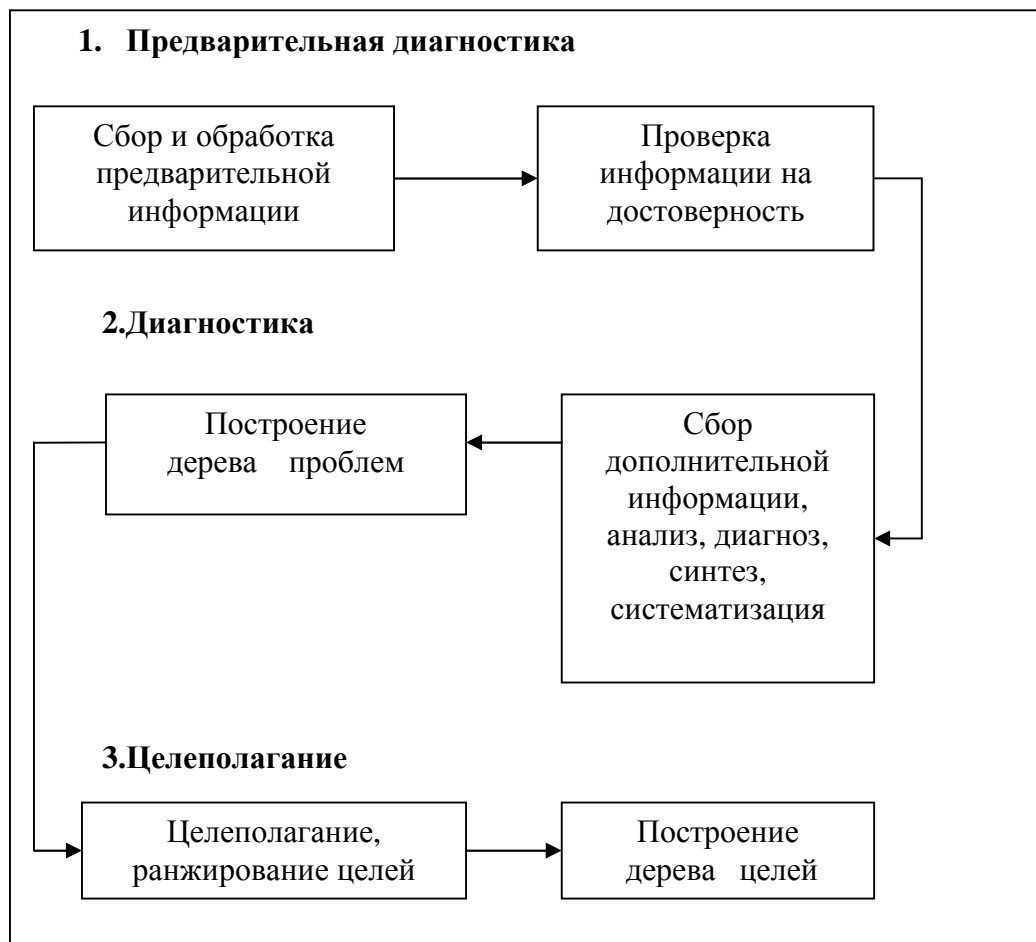 1. Предварительная диагностика
Сбор и обработка
предварительной
информации
Проверка
информации на
достоверность
2.Диагностика
Построение
дерева проблем
Сбор
дополнительной
информации,
анализ, диагноз,
синтез,
систематизация
3.Целеполагание
Целеполагание,
ранжирование целей
Построение
дерева целей